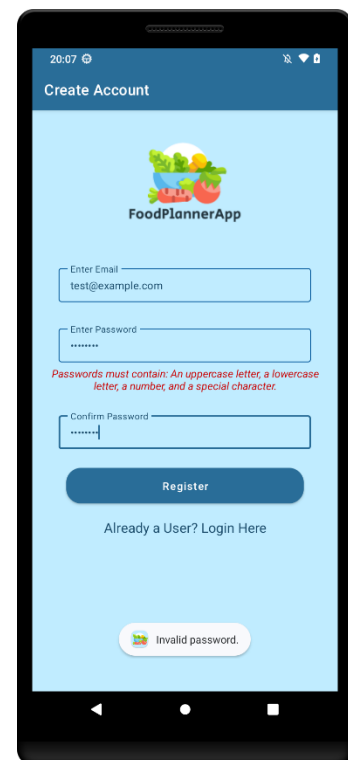 20:07
Create Account
FoodPlannerApp
Enter Email
test@example.com
Enter Password
••••••••
Passwords must contain: An uppercase letter, a lowercase
letter, a number, and a special character.
Confirm Password
••••••••
Register
Already a User? Login Here
Invalid password.